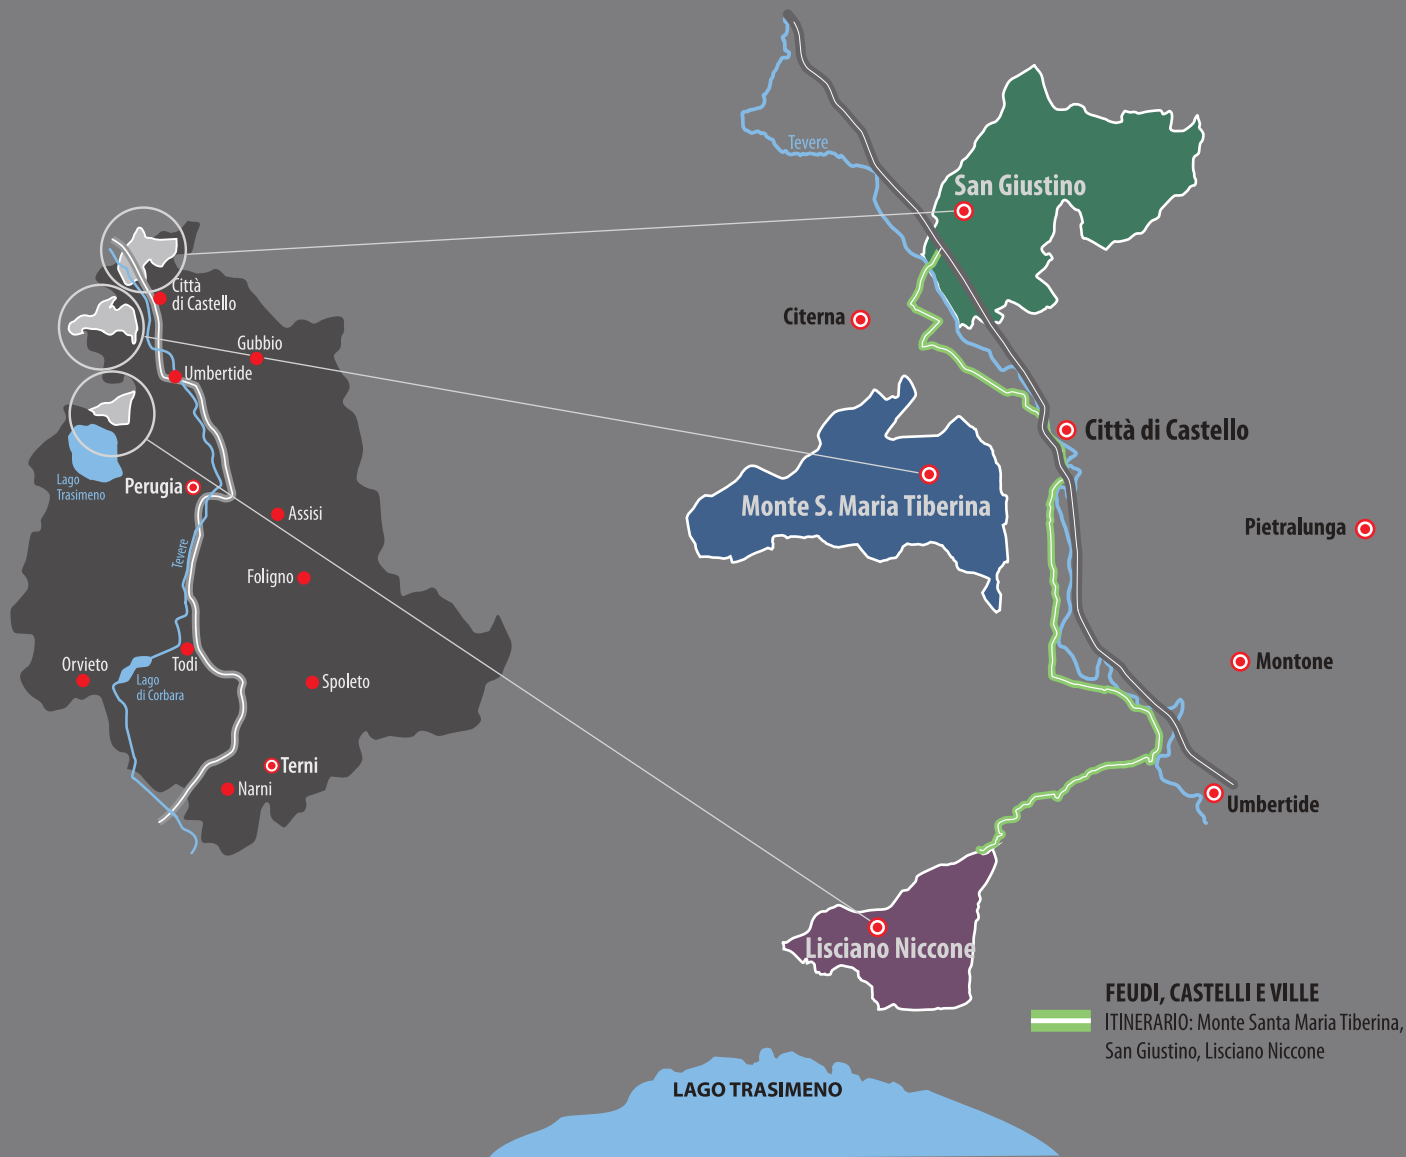 Città
di Castello
Gubbio
Umbertide
Lago
Trasimeno
Perugia
Assisi
Tevere
Foligno
Orvieto
Todi
Lago
di Corbara
Spoleto
Terni
Narni
Tevere
San Giustino
Citerna
Città di Castello
Monte S. Maria Tiberina
Pietralunga
Montone
Umbertide
Lisciano Niccone
FEUDI, CASTELLI E VILLE
ITINERARIO: Monte Santa Maria Tiberina,
San Giustino, Lisciano Niccone
LAGO TRASIMENO